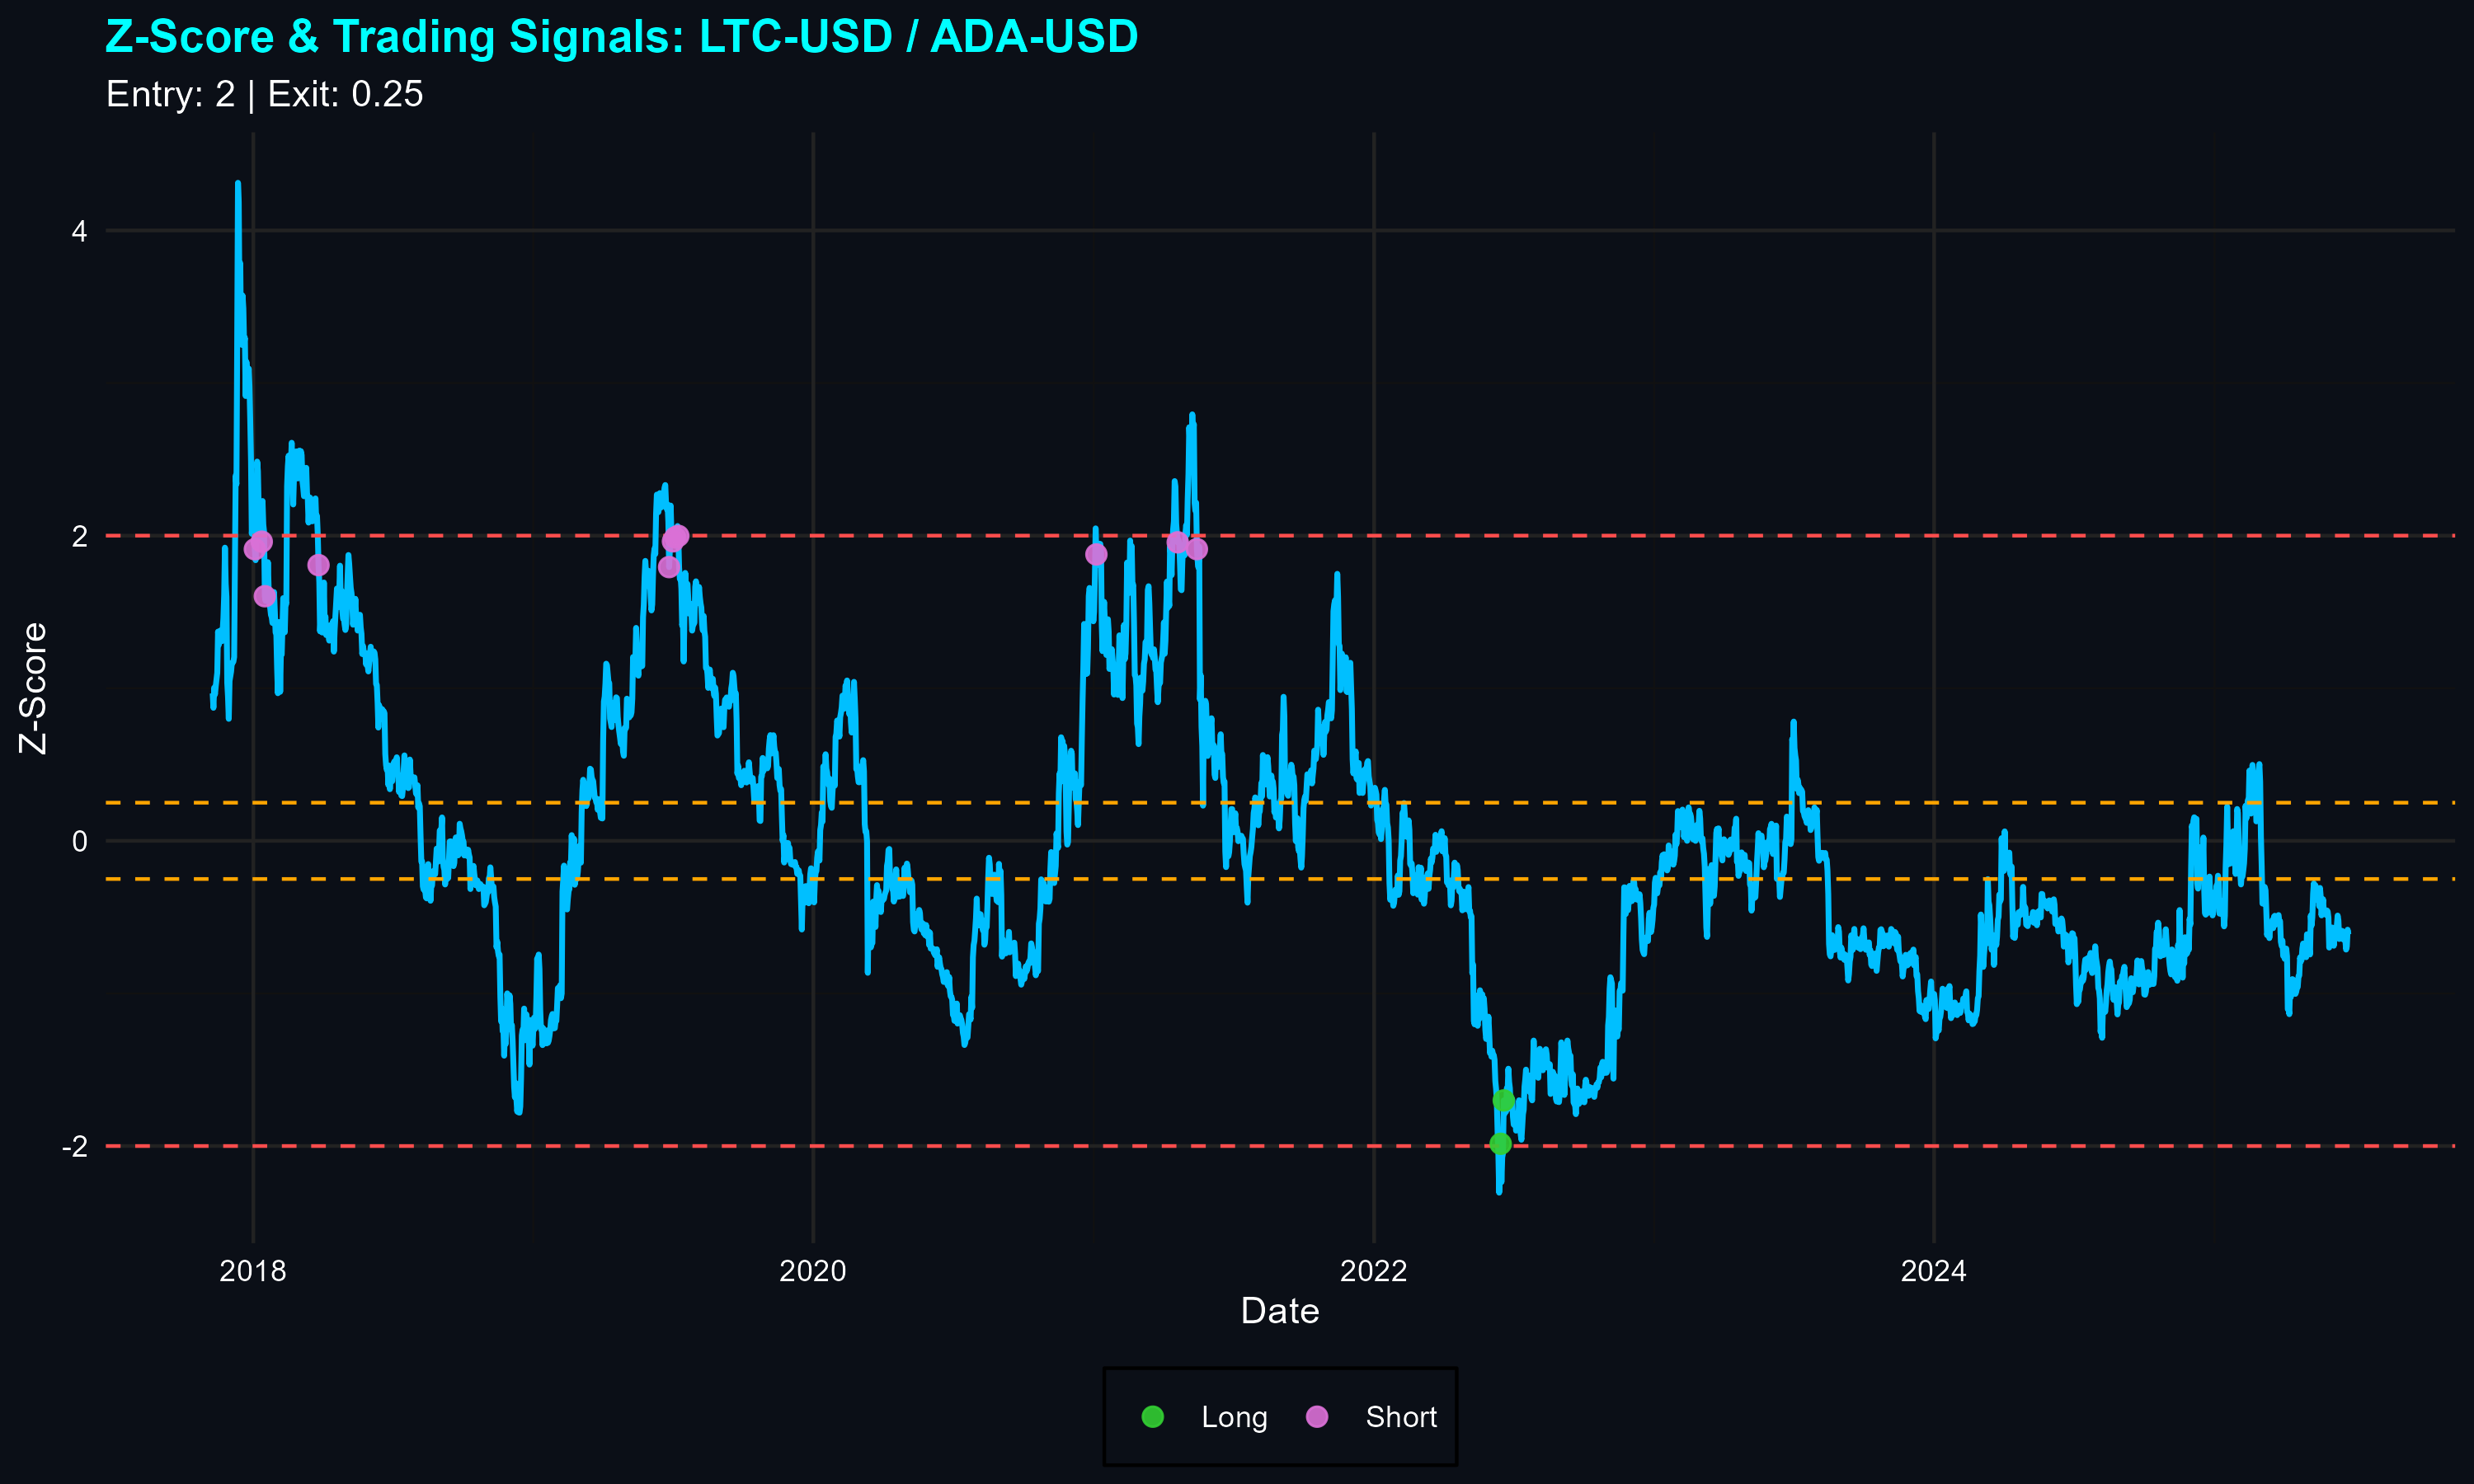 Z-Score & Trading Signals: LTC-USD / ADA-USD
Entry: 2 | Exit: 0.25
Z-Score
4
2
0
-2
2018
2020
2022
2024
Date
Long
Short